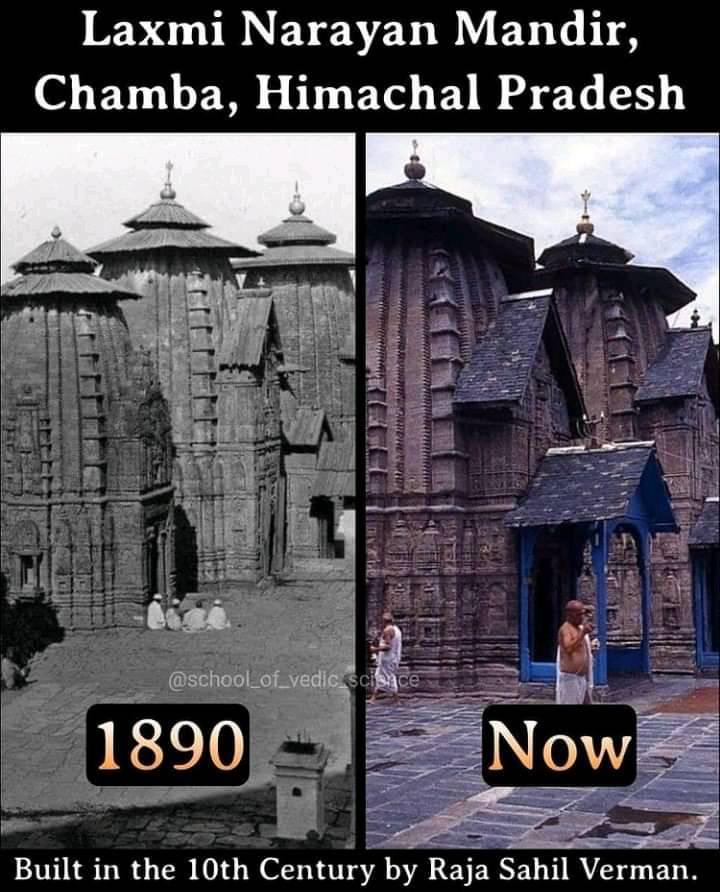 Laxmi Narayan Mandir,
Chamba, Himachal Pradesh
@school_of_vedic_science
1890
Now
Built in the 10th Century by Raja Sahil Verman.